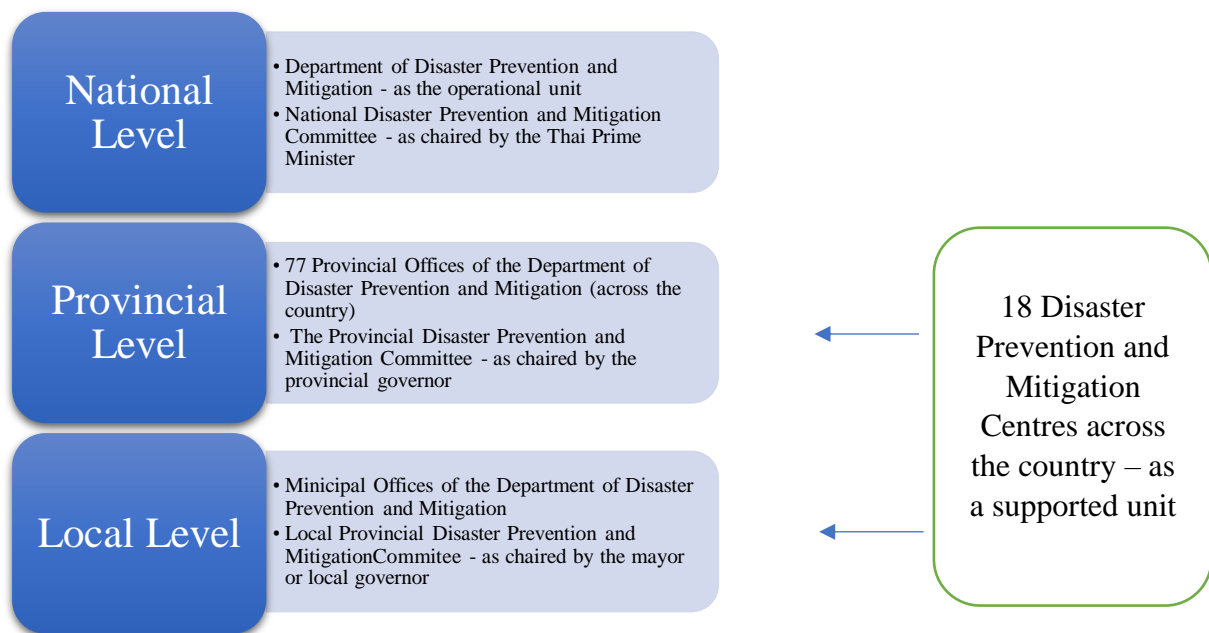 National
Level
• Department of Disaster Prevention and
Mitigation - as the operational unit
• National Disaster Prevention and Mitigation
Committee - as chaired by the Thai Prime
Minister
Provincial
Level
• 77 Provincial Offices of the Department of
Disaster Prevention and Mitigation (across the
country)
• The Provincial Disaster Prevention and
Mitigation Committee - as chaired by the
provincial governor
Local Level
• Minicipal Offices of the Department of Disaster
Prevention and Mitigation
• Local Provincial Disaster Prevention and
MitigationCommitee - as chaired by the mayor
or local governor
18 Disaster
Prevention and
Mitigation
Centres across
the country – as
a supported unit